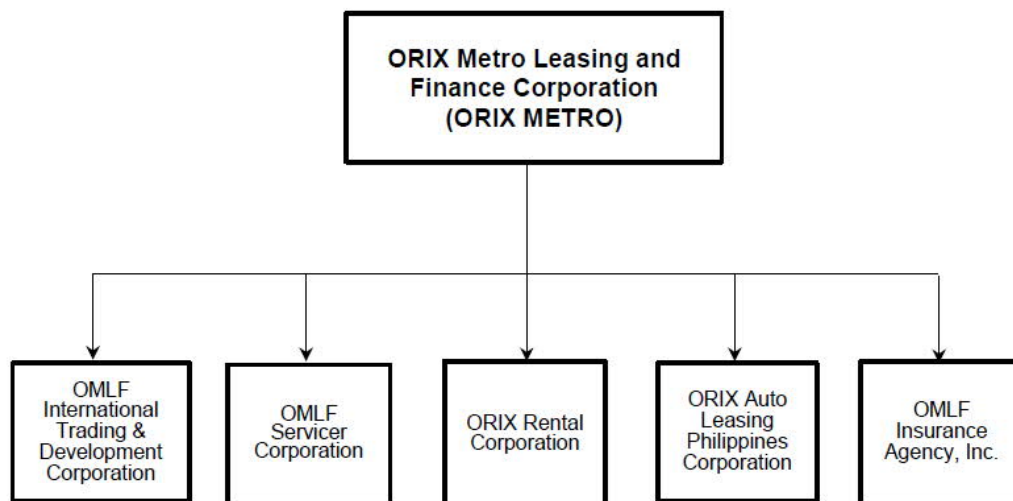 ORIX Metro Leasing and
Finance Corporation
(ORIX METRO)
OMLF
International
Trading &
Development
Corporation
OMLF
Servicer
Corporation
ORIX Rental
Corporation
ORIX Auto
Leasing
Philippines
Corporation
OMLF
Insurance
Agency, Inc.